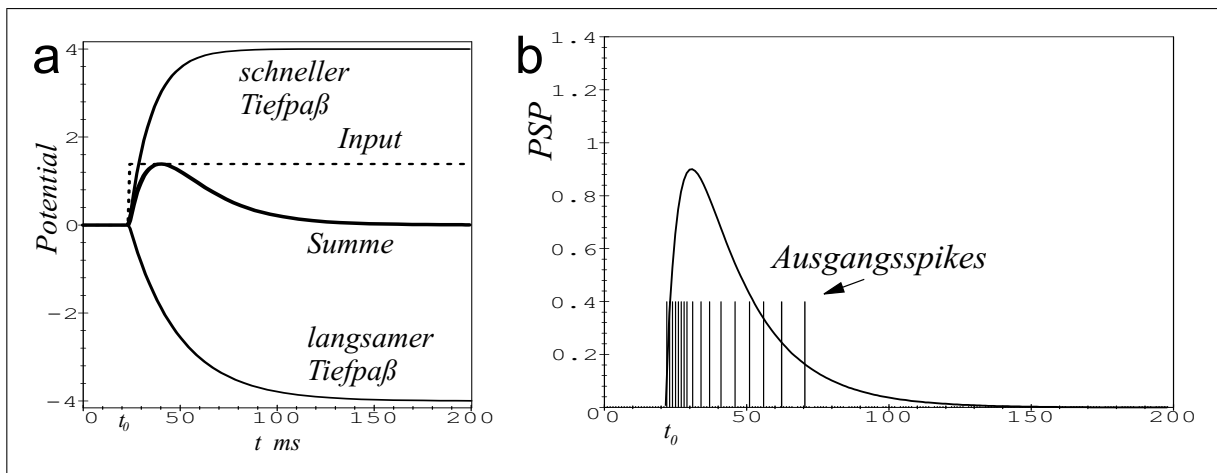 a
4
2
0
-2
-4
Potential
schneller
Tiefpaß
Input
Summe
langsamer
Tiefpaß
0 50 100 150 200
t0
t ms
b
1.4
1.2
1
0.8
0.6
0.4
0.2
PSP
Ausgangsspikes
0 50 100 150 200
t0